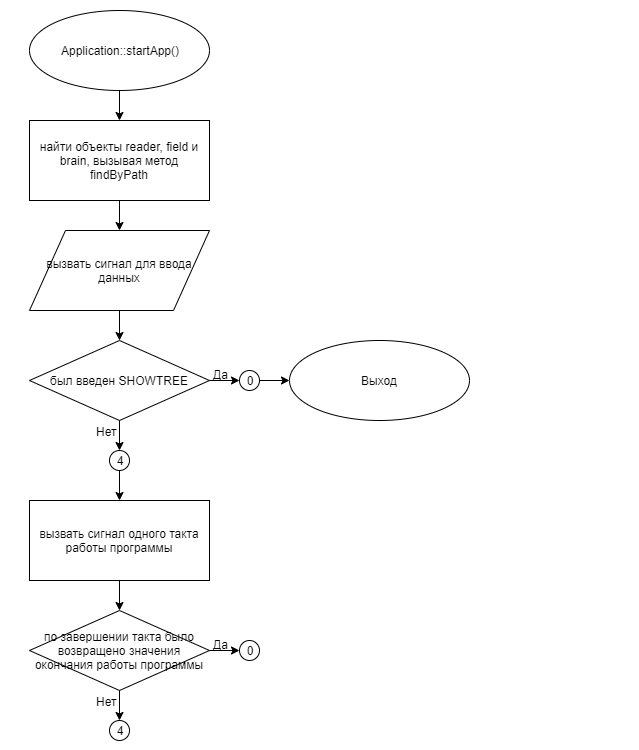 Application::startApp()
найти объекты reader, field и
brain, вызывая метод
findByPath
вызвать сигнал для ввода
данных
был введен SHOWTREE
Да
0
Выход
Нет
4
вызвать сигнал одного такта
работы программы
по завершении такта было
возвращено значения
окончания работы программы
Да
0
Нет
4